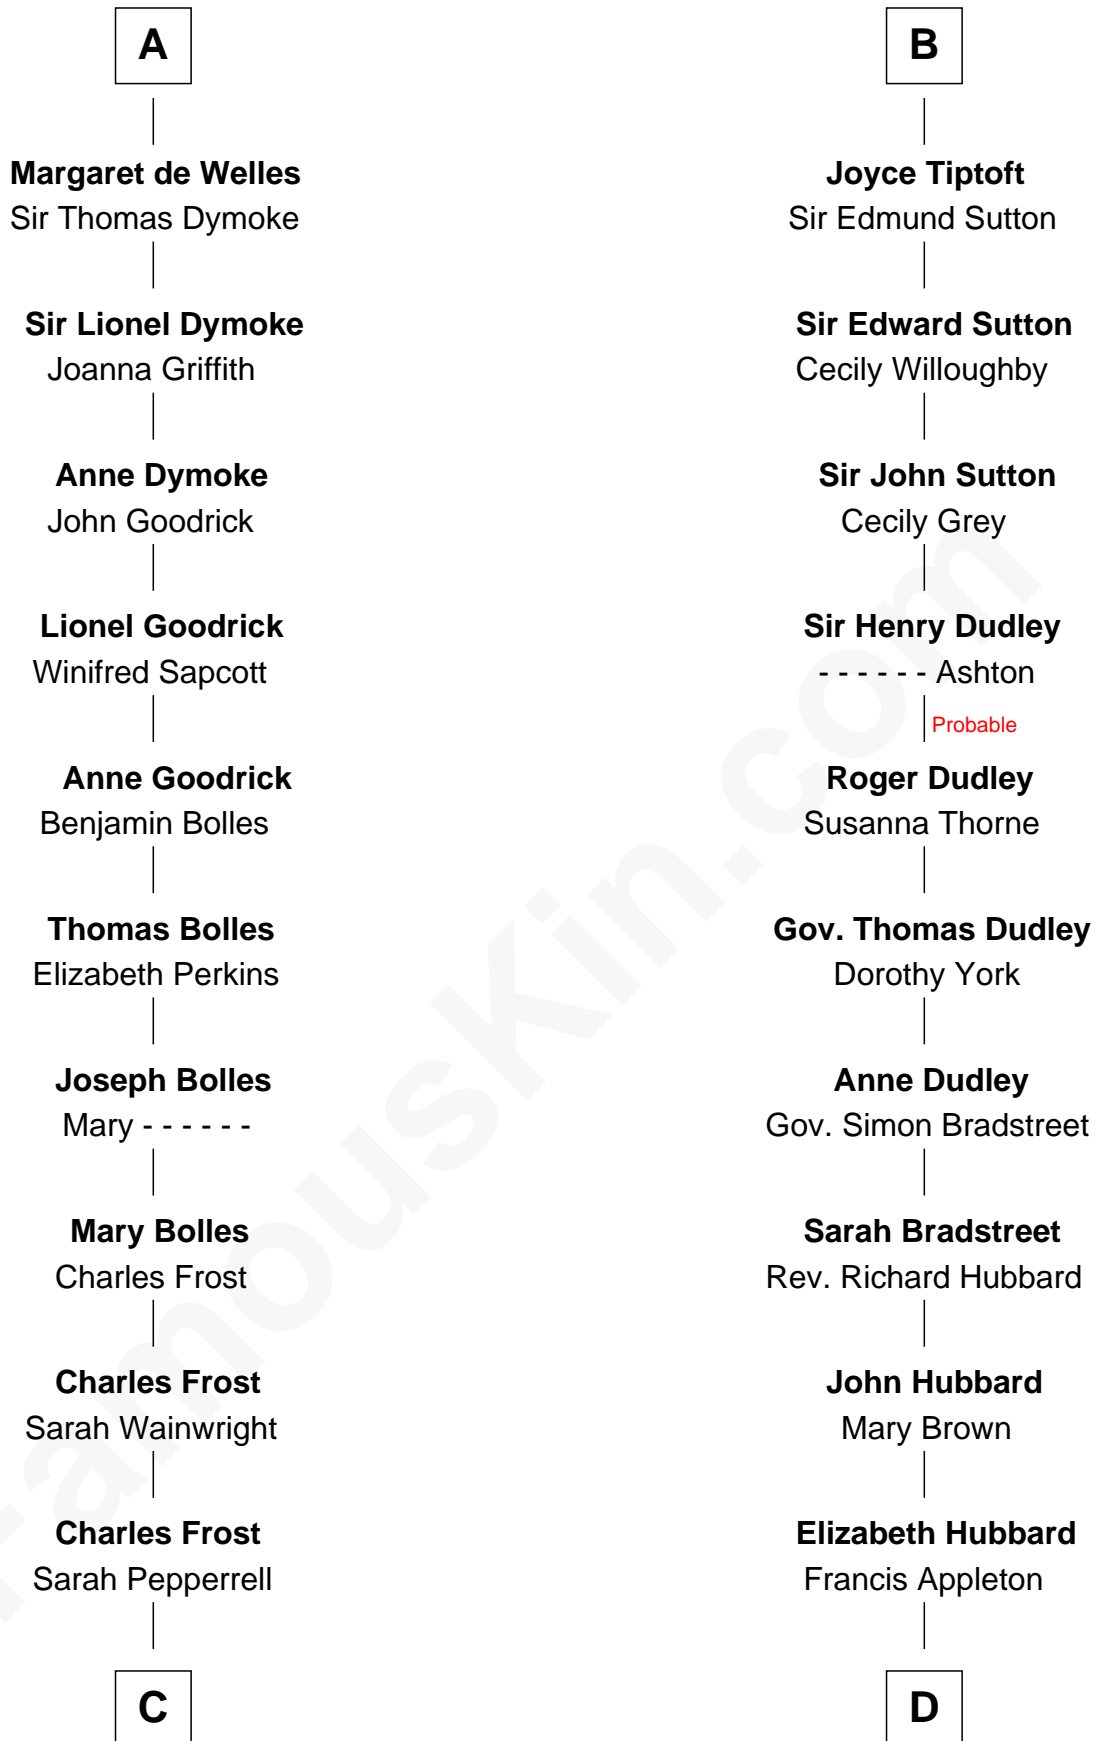 A
Margaret de Welles
Sir Thomas Dymoke
Sir Lionel Dymoke
Joanna Griffith
Anne Dymoke
John Goodrick
Lionel Goodrick
Winifred Sapcott
Anne Goodrick
Benjamin Bolles
Thomas Bolles
Elizabeth Perkins
Joseph Bolles
Mary - - - - - -
Mary Bolles
Charles Frost
Charles Frost
Sarah Wainwright
Charles Frost
Sarah Pepperrell
C
B
Joyce Tiptoft
Sir Edmund Sutton
Sir Edward Sutton
Cecily Willoughby
Sir John Sutton
Cecily Grey
Sir Henry Dudley
- - - - - - Ashton
Probable
Roger Dudley
Susanna Thorne
Gov. Thomas Dudley
Dorothy York
Anne Dudley
Gov. Simon Bradstreet
Sarah Bradstreet
Rev. Richard Hubbard
John Hubbard
Mary Brown
Elizabeth Hubbard
Francis Appleton
D
FamousKin.com